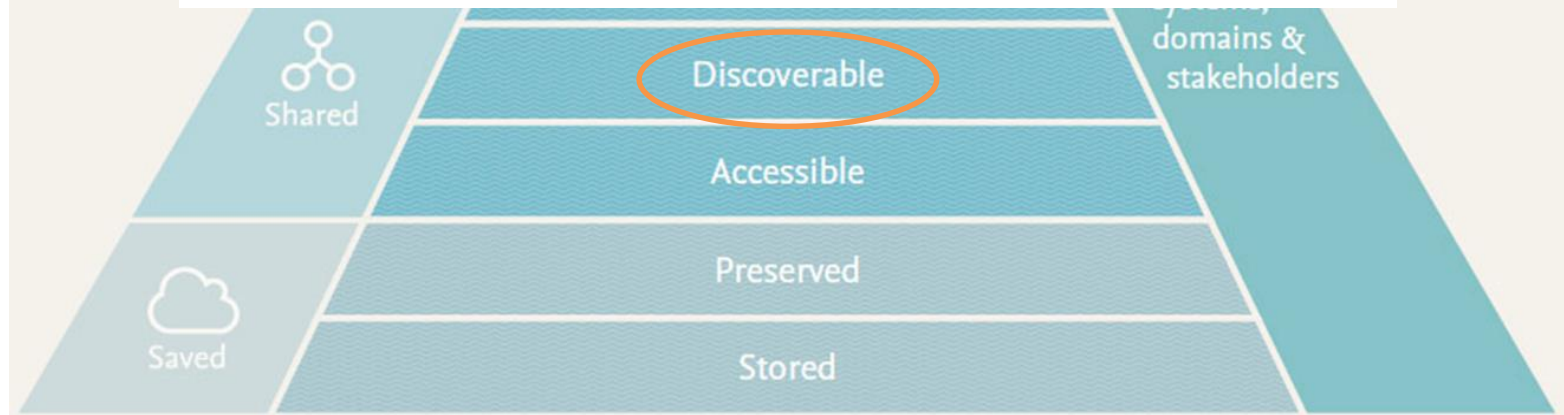 domains &
stakeholders
Discoverable
Shared
Accessible
Preserved
Saved
Stored